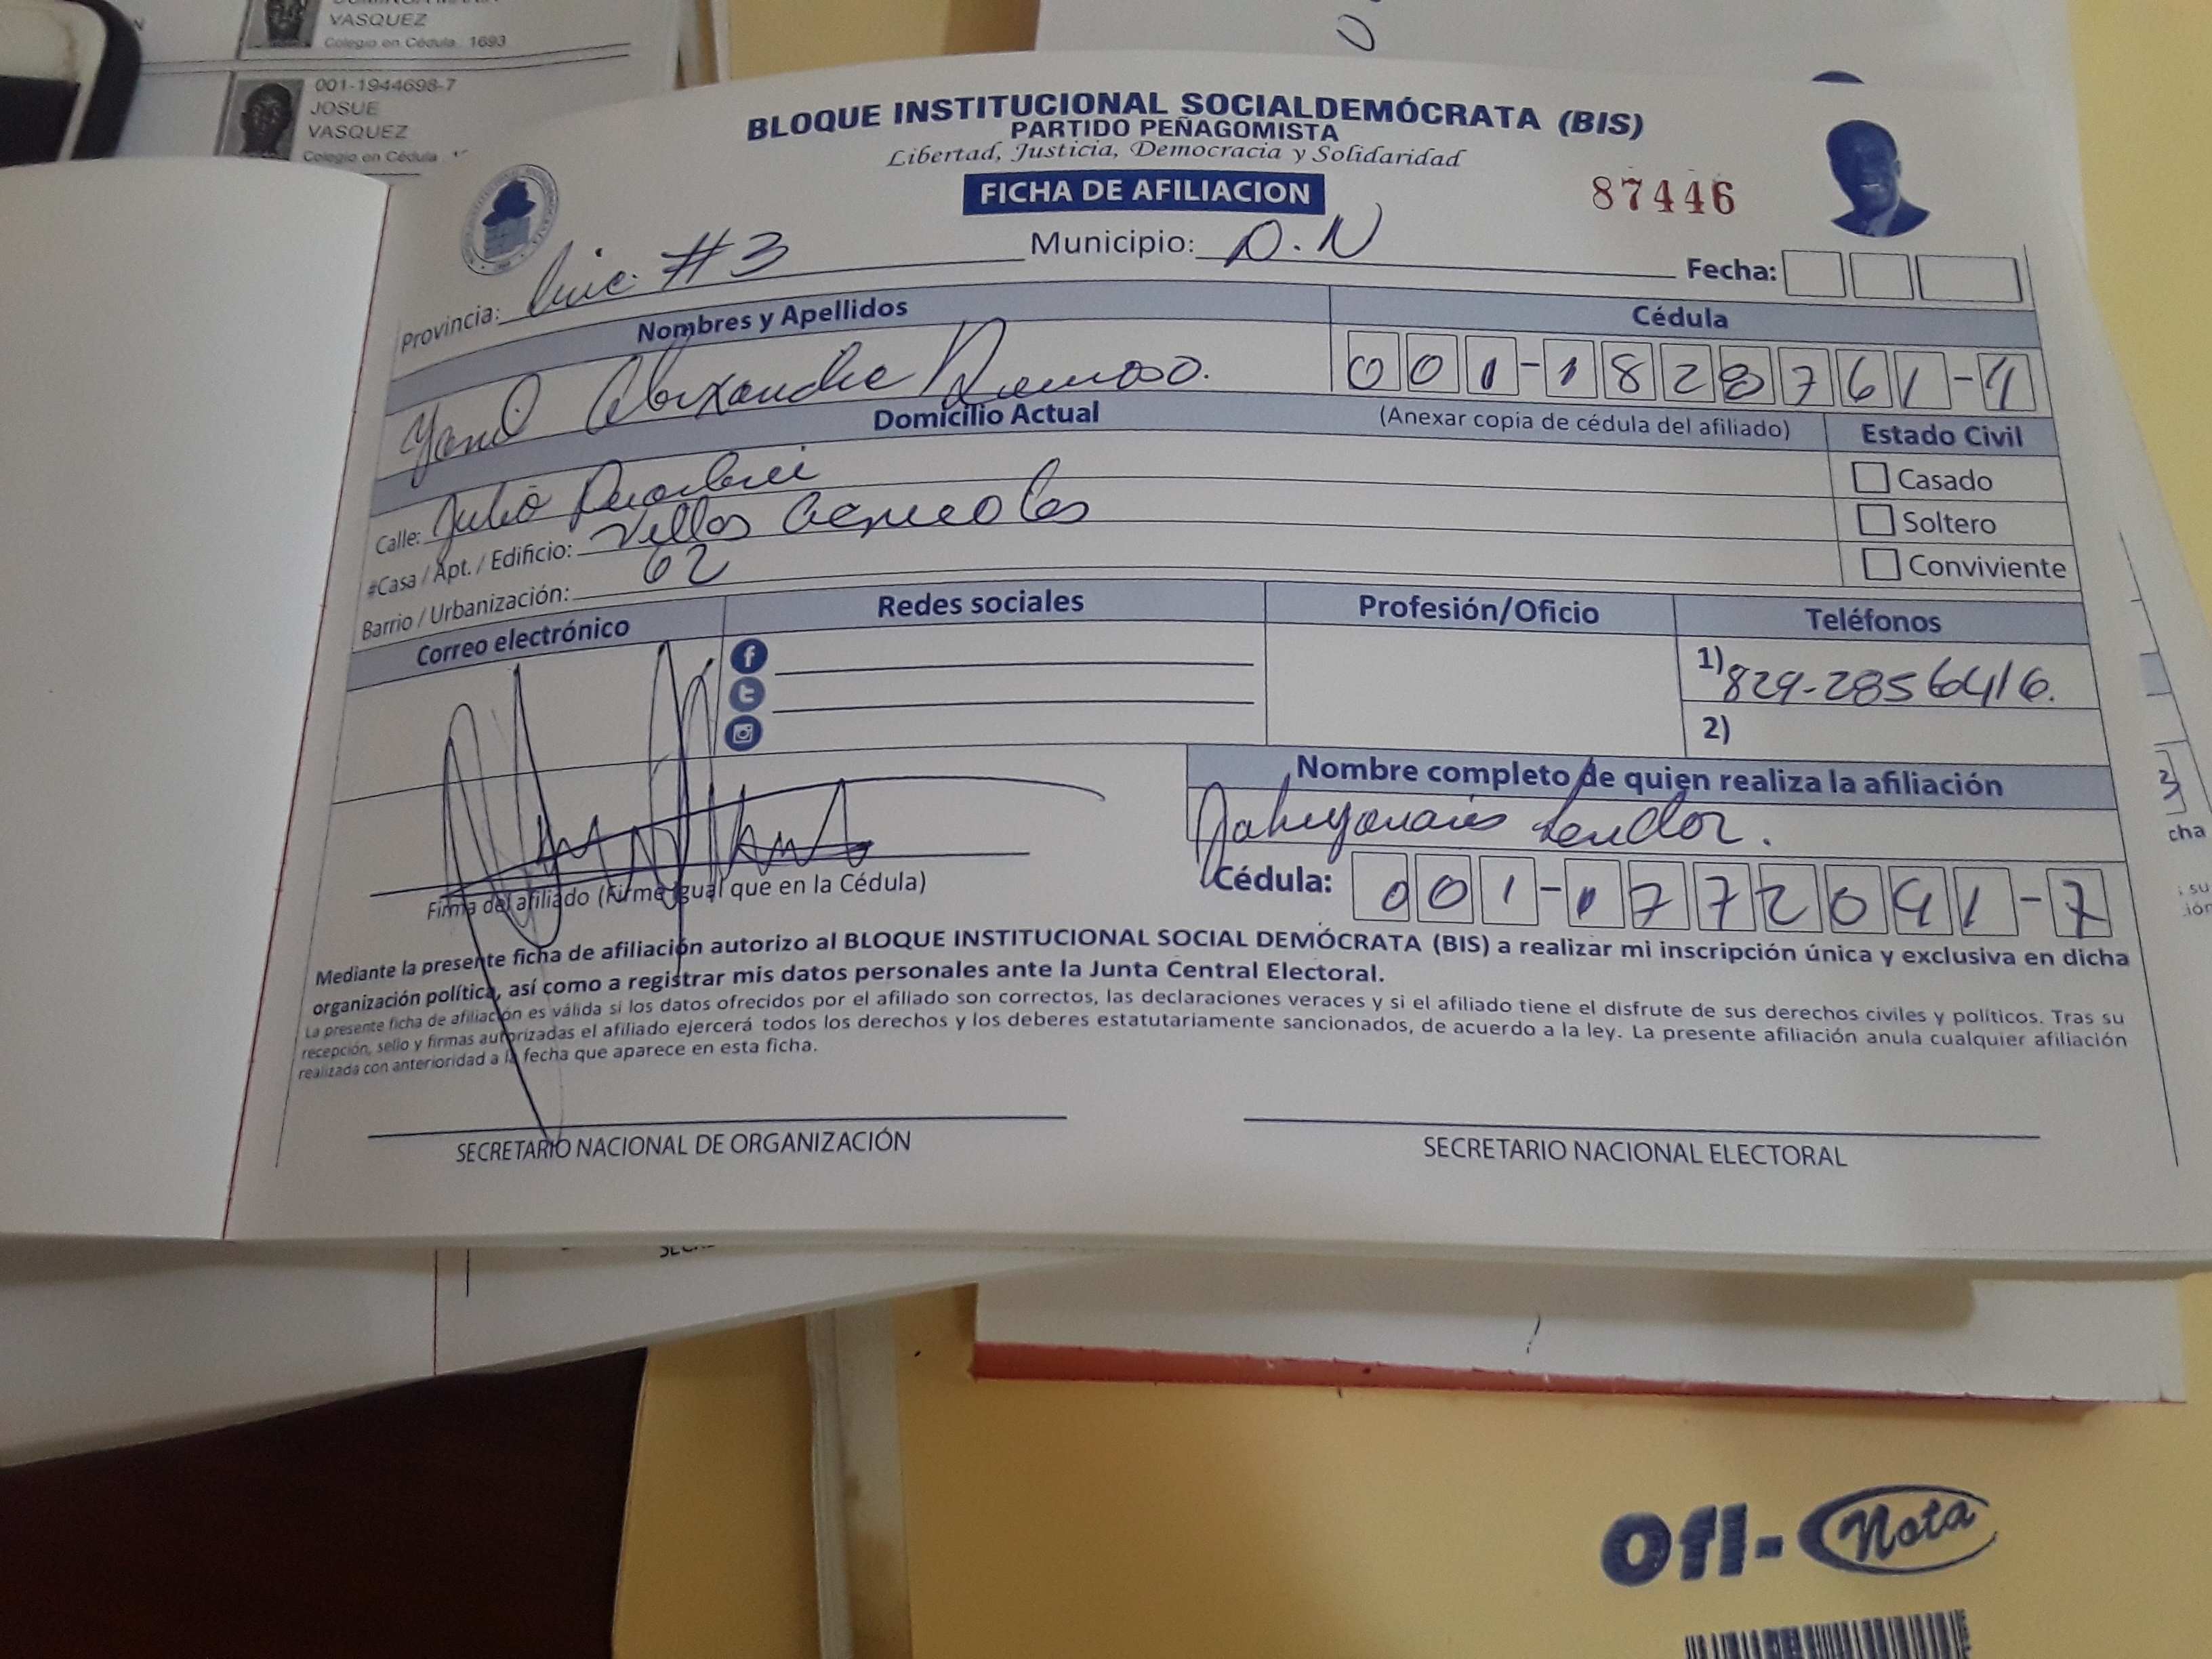 VASQUEZ
Colegio en Cédula 1693
001-1944698-7
JOSUE
VASQUEZ
Colegio en Cédula
BLOQUE INSTITUCIONAL SOCIALDEMÓCRATA (BIS)
PARTIDO PEÑAGOMISTA
Libertad, Justicia, Democracia y Solidaridad
FICHA DE AFILIACION
87446
Provincia: #3 Municipio: D.N Fecha:
Nombres y Apellidos Cédula
Alexandre 001-1828761-
Domicilio Actual (Anexar copia de cédula del afiliado) Estado Civil
Calle: Julio
Casado
#Casa / Apt. / Edificio: Villas Agricolas
Soltero
Barrio / Urbanización: 62
Conviviente
Correo electrónico Redes sociales Profesión/Oficio Teléfonos
1) 829-2856416.
2)
Nombre completo de quien realiza la afiliación
Firma del afiliado (Firme Igual que en la Cédula)
Cédula: 001-1772041-7
Mediante la presente ficha de afiliación autorizo al BLOQUE INSTITUCIONAL SOCIAL DEMÓCRATA (BIS) a realizar mi inscripción única y exclusiva en dicha
organización política, así como a registrar mis datos personales ante la Junta Central Electoral.
La presente ficha de afiliación es válida si los datos ofrecidos por el afiliado son correctos, las declaraciones veraces y si el afiliado tiene el disfrute de sus derechos civiles y políticos. Tras su
recepción, sello y firmas autorizadas el afiliado ejercerá todos los derechos y los deberes estatutariamente sancionados, de acuerdo a la ley. La presente afiliación anula cualquier afiliación
realizada con anterioridad a la fecha que aparece en esta ficha.
SECRETARIO NACIONAL DE ORGANIZACIÓN SECRETARIO NACIONAL ELECTORAL
Ofi-Nota